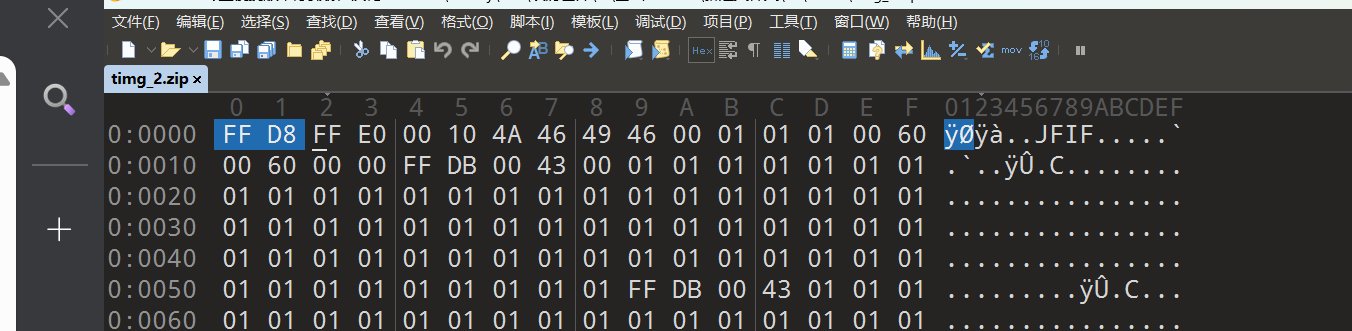 文件(F) 编辑(E) 选择(S) 查找(D) 查看(V) 格式(O) 脚本(I) 模板(L) 调试(D) 项目(P) 工具(T) 窗口(W) 帮助(H)
Hex mov
timg_2.zip ×
0 1 2 3 4 5 6 7 8 9 A B C D E F 0123456789ABCDEF
0:0000 FF D8 FF E0 00 10 4A 46 49 46 00 01 01 01 00 60 ÿØÿà..JFIF.....`
0:0010 00 60 00 00 FF DB 00 43 00 01 01 01 01 01 01 01 .`..ÿÛ.C........
0:0020 01 01 01 01 01 01 01 01 01 01 01 01 01 01 01 01 ................
0:0030 01 01 01 01 01 01 01 01 01 01 01 01 01 01 01 01 ................
0:0040 01 01 01 01 01 01 01 01 01 01 01 01 01 01 01 01 ................
0:0050 01 01 01 01 01 01 01 01 01 FF DB 00 43 01 01 01 .........ÿÛ.C...
0:0060 01 01 01 01 01 01 01 01 01 01 01 01 01 01 01 01 ................